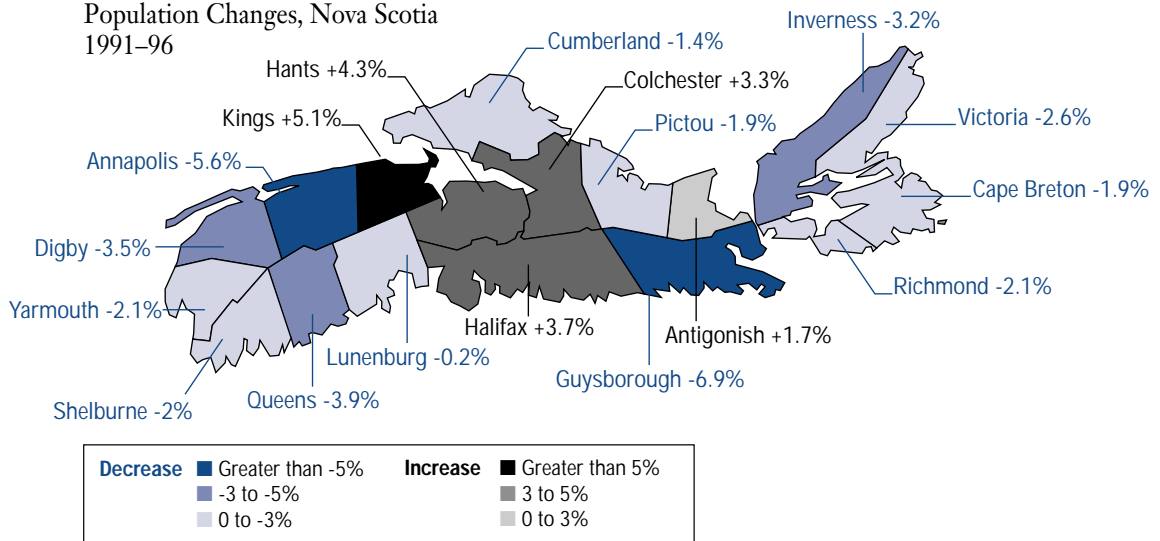 Population Changes, Nova Scotia
1991–96
Inverness -3.2%
Cumberland -1.4%
Hants +4.3%
Colchester +3.3%
Kings +5.1%
Pictou -1.9%
Victoria -2.6%
Annapolis -5.6%
Cape Breton -1.9%
Digby -3.5%
Richmond -2.1%
Yarmouth -2.1%
Halifax +3.7%
Antigonish +1.7%
Lunenburg -0.2%
Guysborough -6.9%
Queens -3.9%
Shelburne -2%
Decrease Greater than -5% Increase Greater than 5%
-3 to -5% 3 to 5%
0 to -3% 0 to 3%